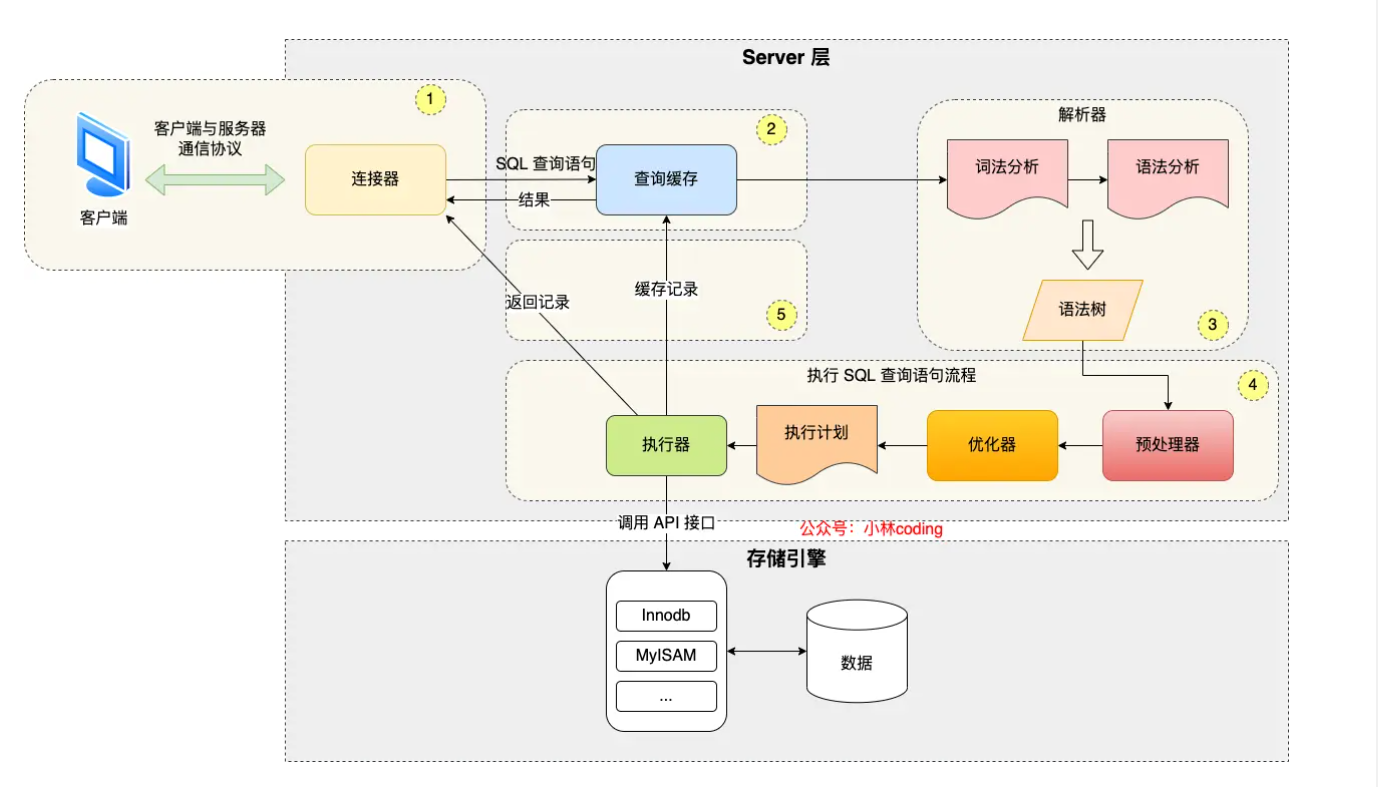 Server 层
1
客户端与服务器
通信协议
客户端
连接器
SQL 查询语句
结果
2
查询缓存
解析器
词法分析
语法分析
语法树
3
返回记录
缓存记录
5
执行 SQL 查询语句流程
4
执行器
执行计划
优化器
预处理器
调用 API 接口
公众号：小林coding
存储引擎
Innodb
MyISAM
...
数据